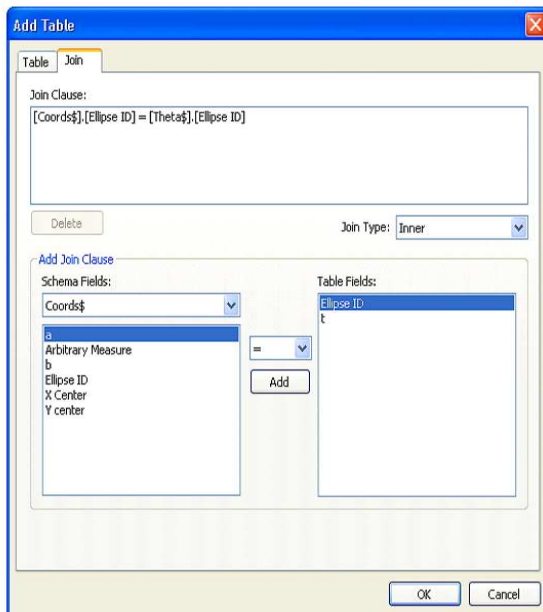 Add Table
Table Join
Join Clause:
[Coords$].[Ellipse ID] = [Theta$].[Ellipse ID]
Delete
Join Type: Inner
Add Join Clause
Schema Fields:
Table Fields:
Coords$
a
Arbitrary Measure
b
Ellipse ID
X Center
Y center
=
Add
Ellipse ID
t
OK Cancel